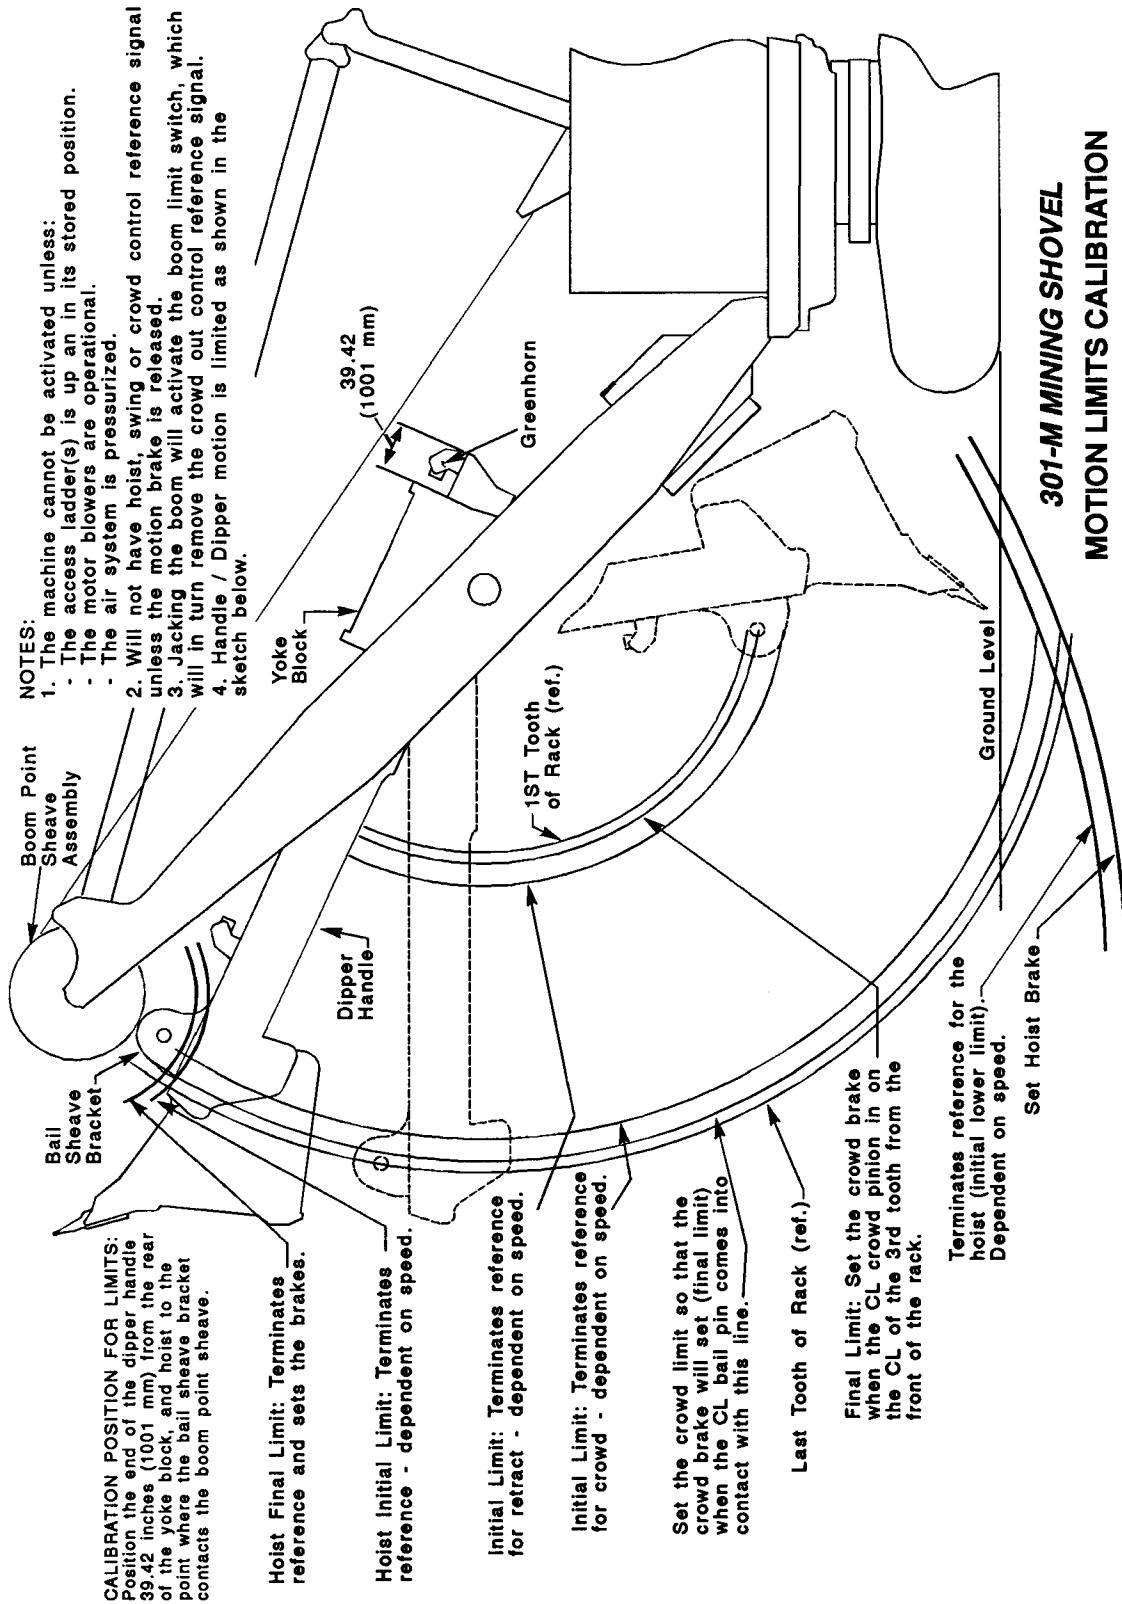 NOTES:
1. The machine cannot be activated unless:
- The access ladder(s) is up an in its stored position.
- The motor blowers are operational.
- The air system is pressurized.
2. Will not have hoist, swing or crowd control reference signal
unless the motion brake is released.
3. Jacking the boom will activate the boom limit switch, which
will in turn remove the crowd out control reference signal.
4. Handle / Dipper motion is limited as shown in the
sketch below.
Boom Point
Sheave
Assembly
Bail
Sheave
Bracket
CALIBRATION POSITION FOR LIMITS:
Position the end of the dipper handle
39.42 inches (1001 mm) from the rear
of the yoke block, and hoist to the
point where the bail sheave bracket
contacts the boom point sheave.
Yoke
Block
39.42
(1001 mm)
Greenhorn
Dipper
Handle
1ST Tooth
of Rack (ref.)
Hoist Final Limit: Terminates
reference and sets the brakes.
Hoist Initial Limit: Terminates
reference - dependent on speed.
Initial Limit: Terminates reference
for retract - dependent on speed.
Initial Limit: Terminates reference
for crowd - dependent on speed.
Set the crowd limit so that the
crowd brake will set (final limit)
when the CL bail pin comes into
contact with this line.
Last Tooth of Rack (ref.)
Final Limit: Set the crowd brake
when the CL crowd pinion in on
the CL of the 3rd tooth from the
front of the rack.
Ground Level
Terminates reference for the
hoist (initial lower limit).
Dependent on speed.
Set Hoist Brake
301-M MINING SHOVEL
MOTION LIMITS CALIBRATION